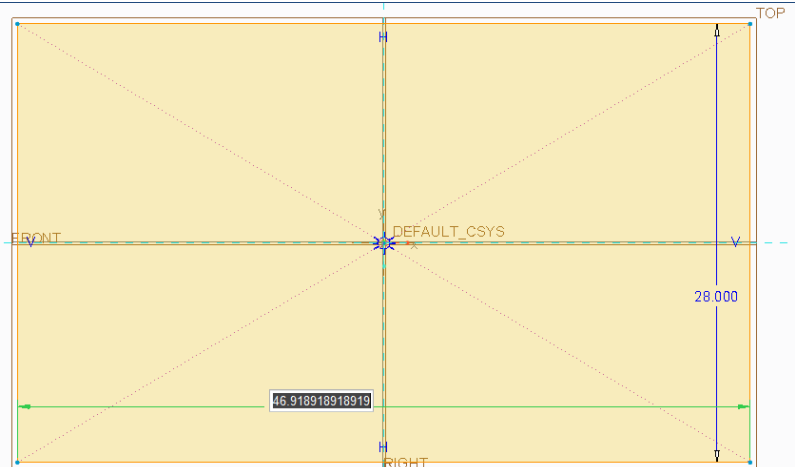 TOP
H
y
DEFAULT_CSYS
x
FRONT
V
V
28.000
46.918918918919
H
RIGHT